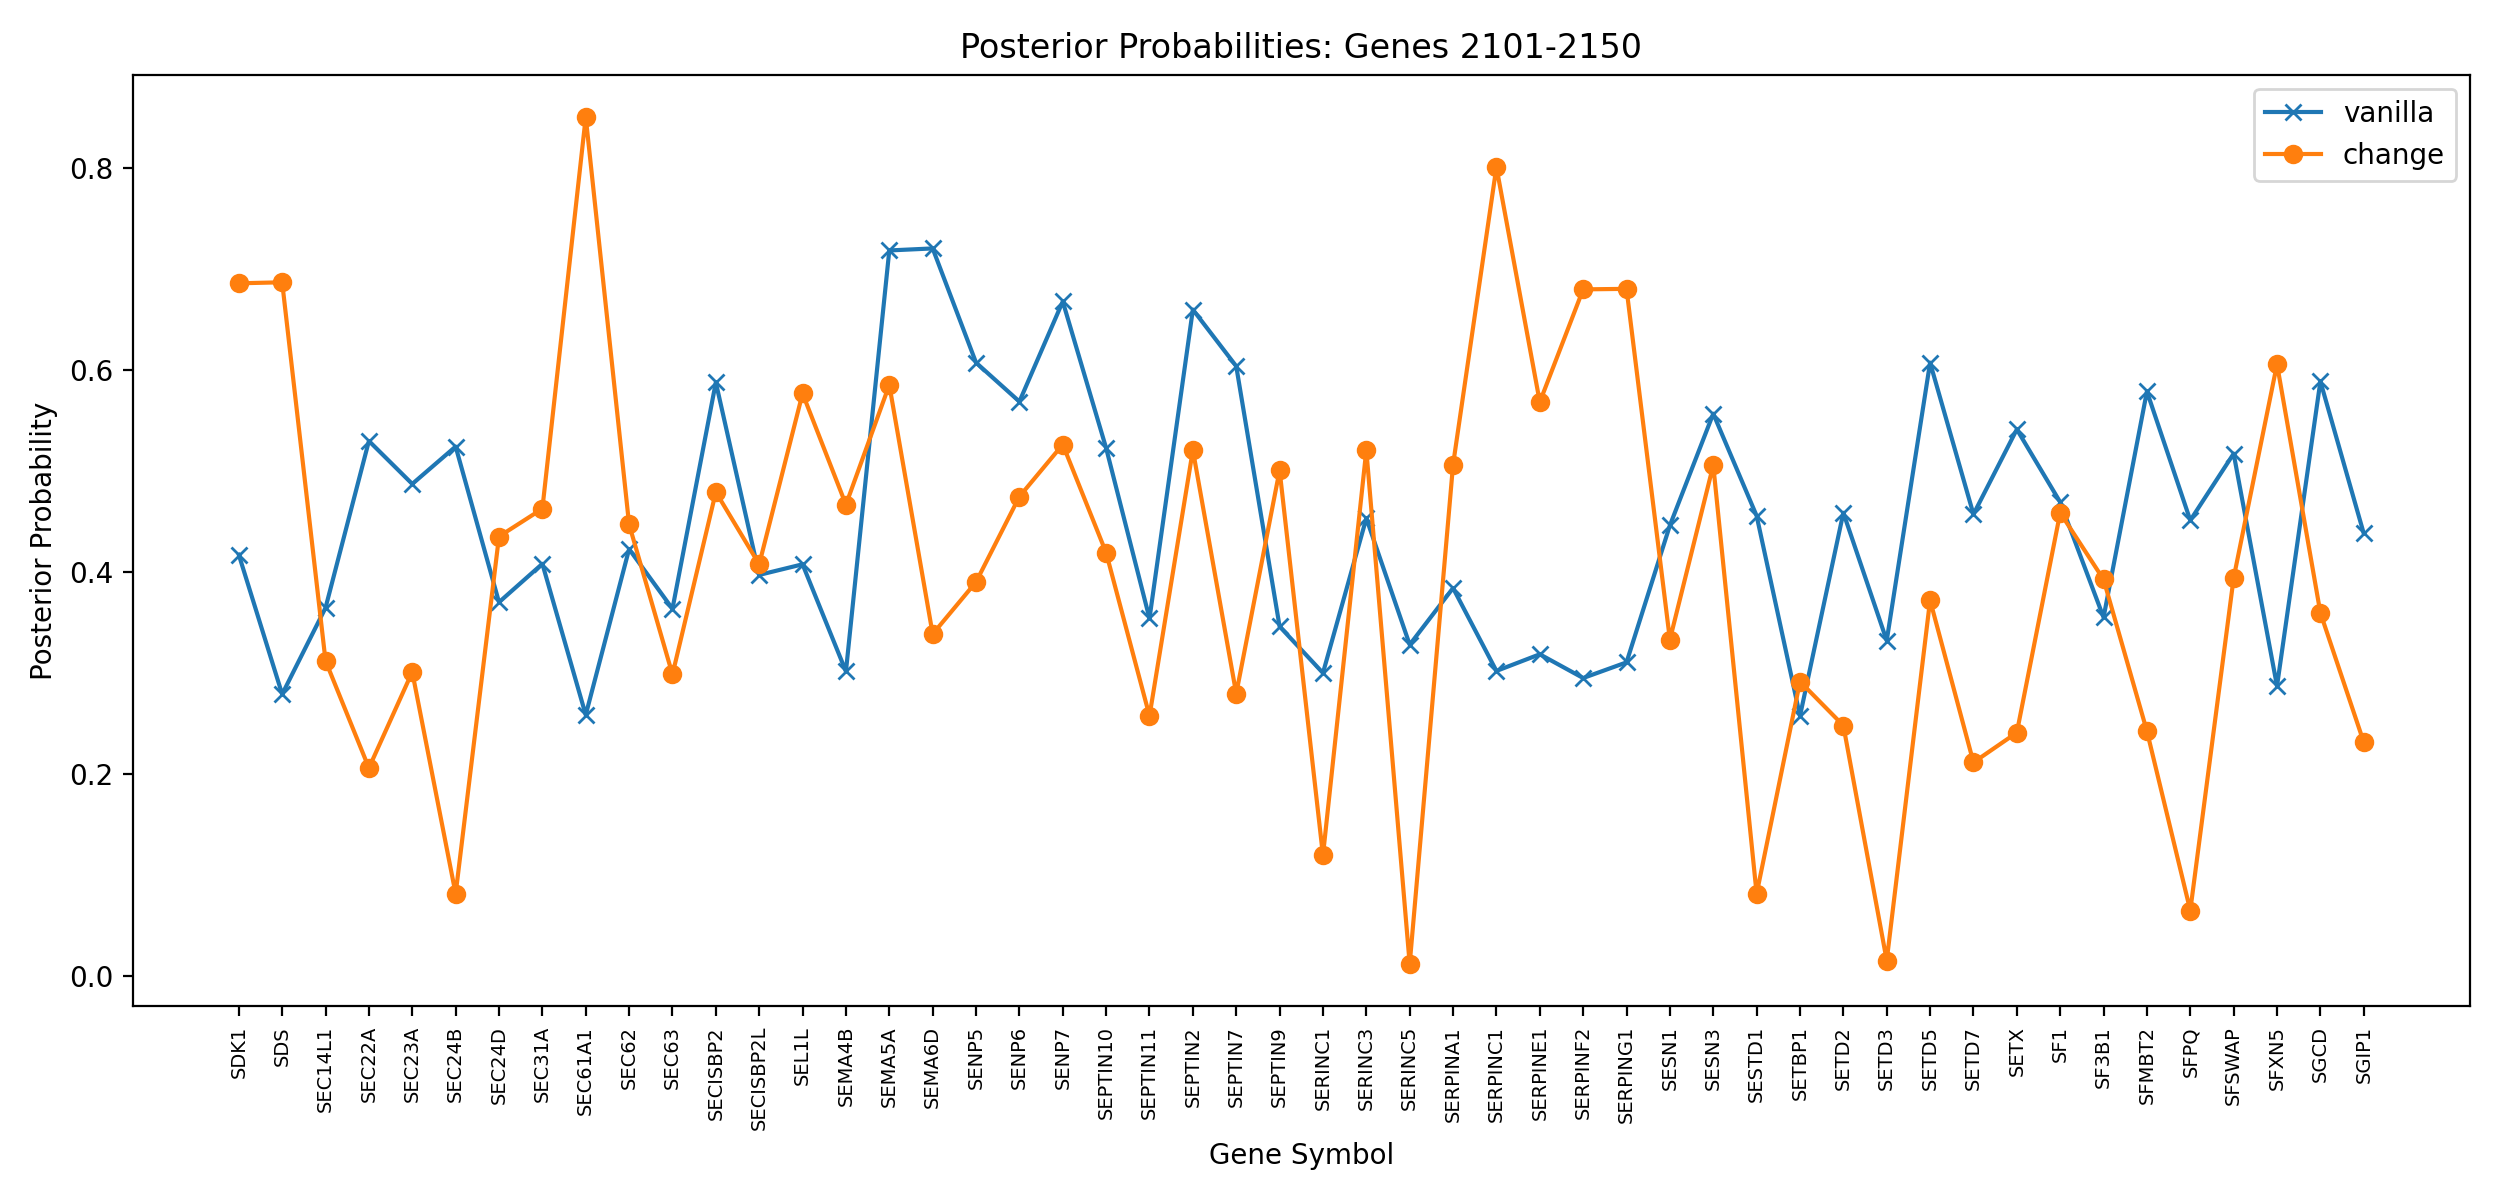 Posterior Probabilities: Genes 2101-2150
vanilla
change
Posterior Probability
0.8
0.6
0.4
0.2
0.0
SDK1
SDS
SEC14L1
SEC22A
SEC23A
SEC24B
SEC24D
SEC31A
SEC61A1
SEC62
SEC63
SECISBP2
SECISBP2L
SEL1L
SEMA4B
SEMA5A
SEMA6D
SENP5
SENP6
SENP7
SEPTIN10
SEPTIN11
SEPTIN2
SEPTIN7
SEPTIN9
SERINC1
SERINC3
SERINC5
SERPINA1
SERPINC1
SERPINE1
SERPINF2
SERPING1
SESN1
SESN3
SESTD1
SETBP1
SETD2
SETD3
SETD5
SETD7
SETX
SF1
SF3B1
SFMBT2
SFPQ
SFSWAP
SFXN5
SGCD
SGIP1
Gene Symbol